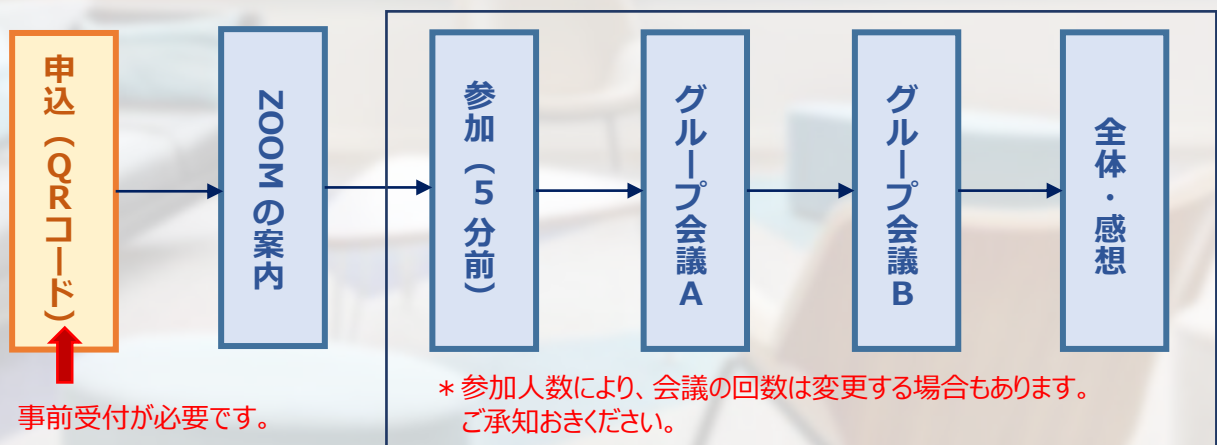 申込（QRコード）
ZOOMの案内
参加（５分前）
グループ会議A
グループ会議B
全体・感想
事前受付が必要です。
＊参加人数により、会議の回数は変更する場合もあります。
ご承知おきください。